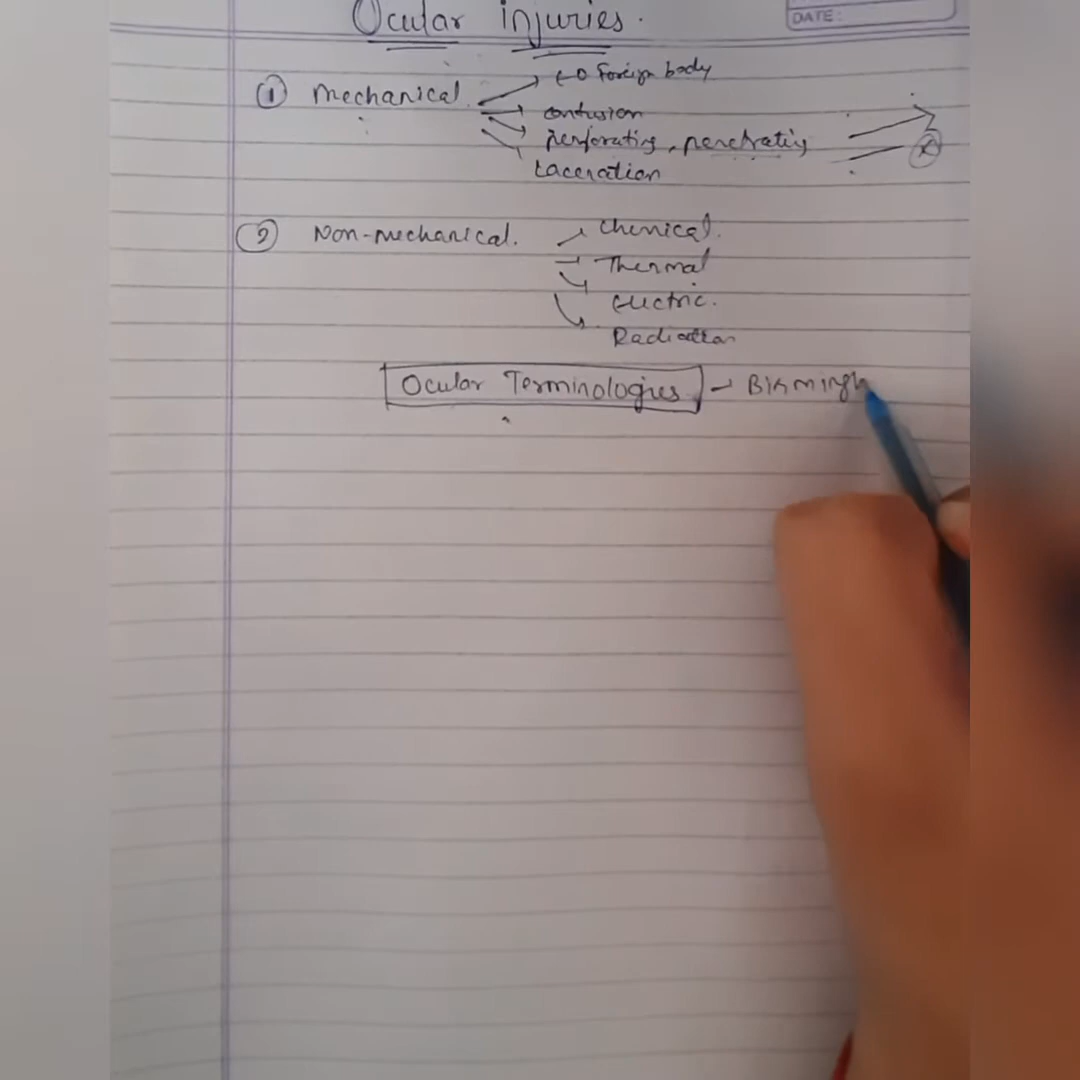 Ocular injuries.
DATE:
① Mechanical
Foreign body
contusion
perforating, penetrating
Laceration
② Non-mechanical.
Chemical.
Thermal
Electric.
Radiation
Ocular Terminologies - Birmingh